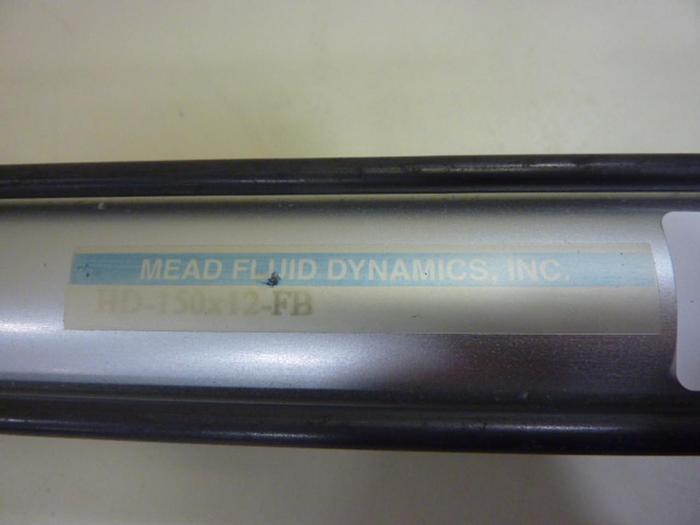 MEAD FLUID DYNAMICS, INC.
HD-150x12-FB